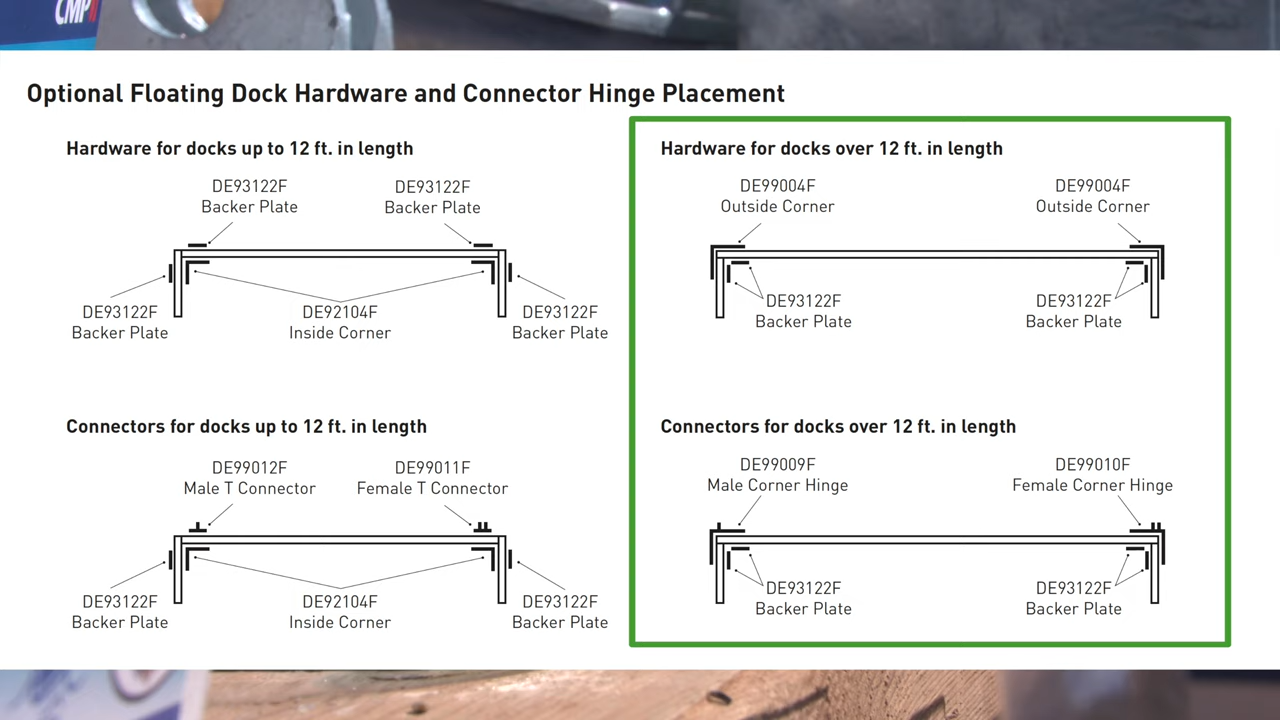 CMP
Optional Floating Dock Hardware and Connector Hinge Placement
Hardware for docks up to 12 ft. in length
DE93122F
Backer Plate
DE93122F
Backer Plate
DE93122F
Backer Plate
DE92104F
Inside Corner
DE93122F
Backer Plate
Hardware for docks over 12 ft. in length
DE99004F
Outside Corner
DE99004F
Outside Corner
DE93122F
Backer Plate
DE93122F
Backer Plate
Connectors for docks up to 12 ft. in length
DE99012F
Male T Connector
DE99011F
Female T Connector
DE93122F
Backer Plate
DE92104F
Inside Corner
DE93122F
Backer Plate
Connectors for docks over 12 ft. in length
DE99009F
Male Corner Hinge
DE99010F
Female Corner Hinge
DE93122F
Backer Plate
DE93122F
Backer Plate